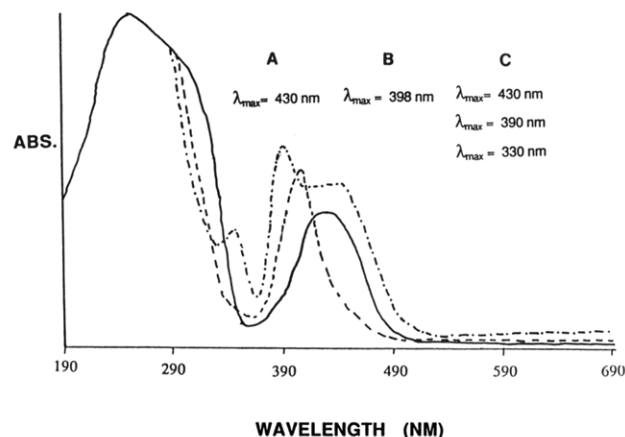 A B C
λmax= 430 nm λmax= 398 nm λmax= 430 nm
λmax= 390 nm
λmax= 330 nm
ABS.
190 290 390 490 590 690
WAVELENGTH (NM)